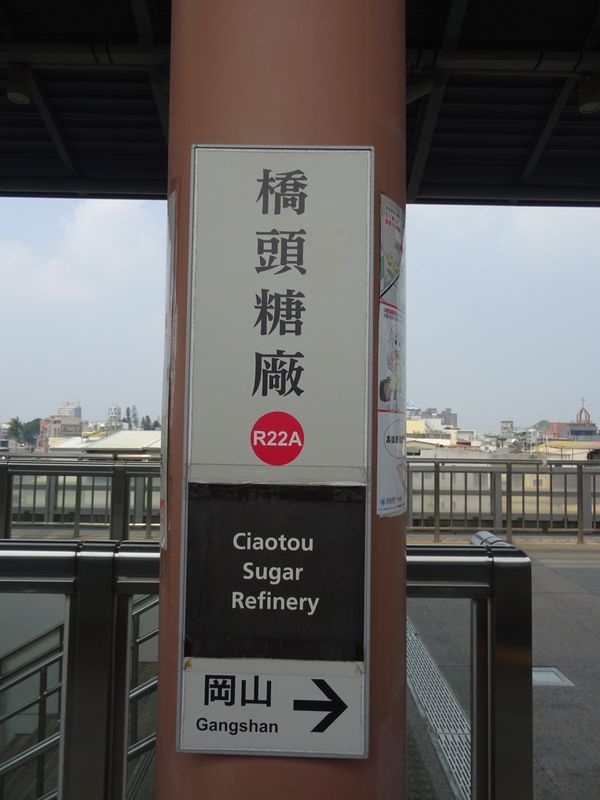 橋頭糖廠
R22A
Ciaotou
Sugar
Refinery
岡山
Gangshan